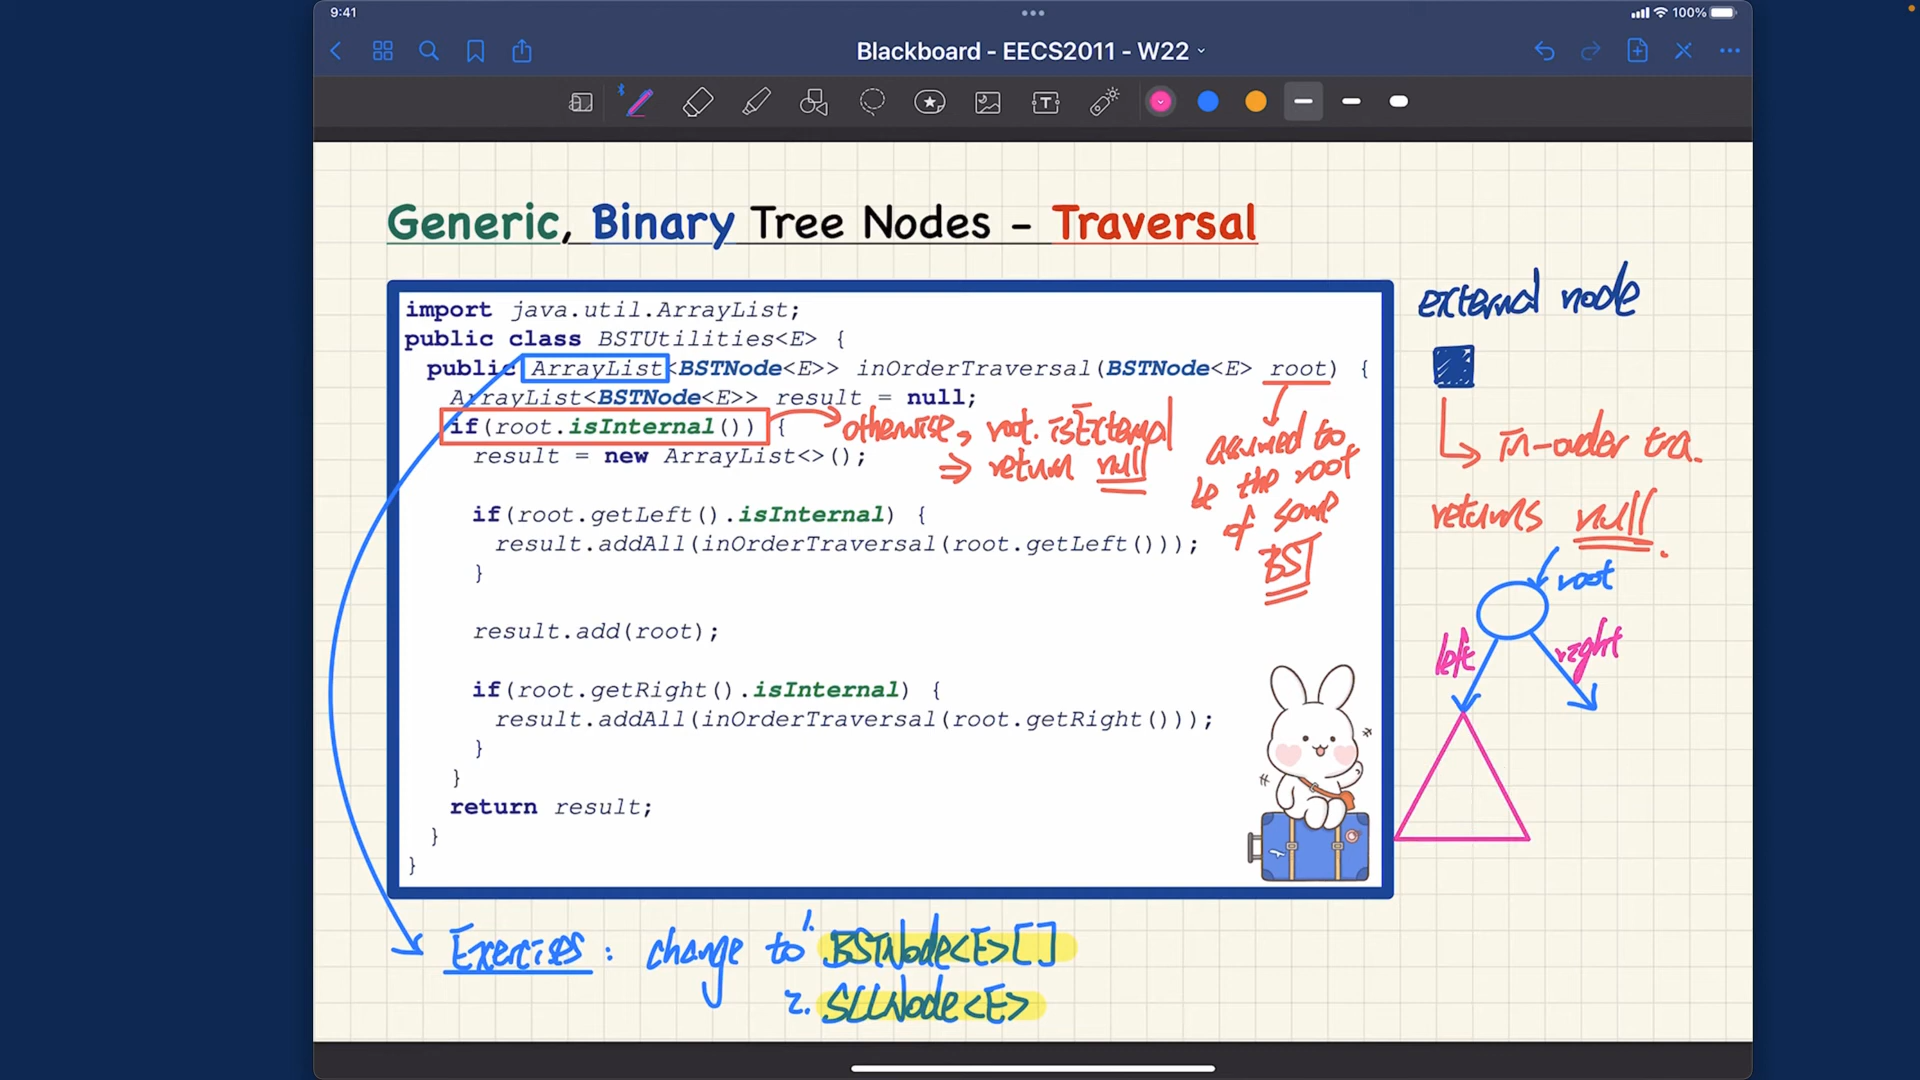 9:41
100%
Blackboard - EECS2011 - W22
Generic, Binary Tree Nodes - Traversal
import java.util.ArrayList;
public class BSTUtilities<E> {
public ArrayList<BSTNode<E>> inOrderTraversal(BSTNode<E> root) {
ArrayList<BSTNode<E>> result = null;
if(root.isInternal()) {
result = new ArrayList<>();
if(root.getLeft().isInternal) {
result.addAll(inOrderTraversal(root.getLeft()));
}
result.add(root);
if(root.getRight().isInternal) {
result.addAll(inOrderTraversal(root.getRight()));
}
}
return result;
}
}
otherwise, root.isExternal
⇒ return null
assumed to
be the root
of some
BST
external node
in-order tra.
returns null.
root
left
right
Exercises: change to 1. BSTNode<E>[]
2. SLLNode<E>